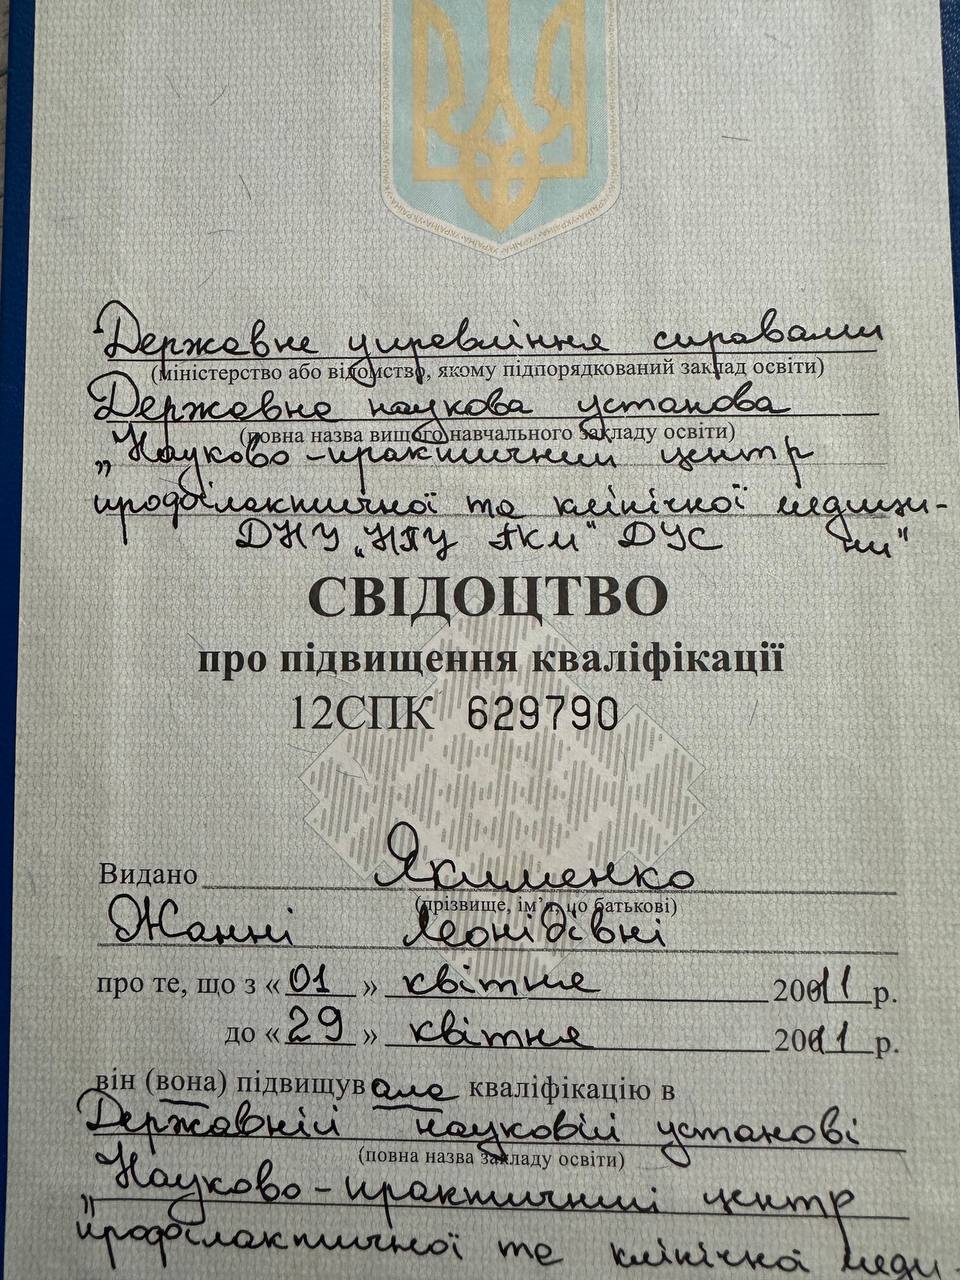 Державне управління справами
(міністерство або відомство, якому підпорядкований заклад освіти)
Державна наукова установа
(повна назва вищого навчального закладу освіти)
„Науково-практичний центр
профілактичної та клінічної медици-
ДНУ „НПЦ ПКМ" ДУС ни"
СВІДОЦТВО
про підвищення кваліфікації
12СПК 629790
Видано Якименко
(прізвище, ім'я, по батькові)
Жанні Леонідівні
про те, що з «01» квітня 2011 р.
до «29» квітня 2011 р.
він (вона) підвищувала кваліфікацію в
Державній науковій установі
(повна назва закладу освіти)
„Науково-практичний центр
профілактичної та клінічної меди-